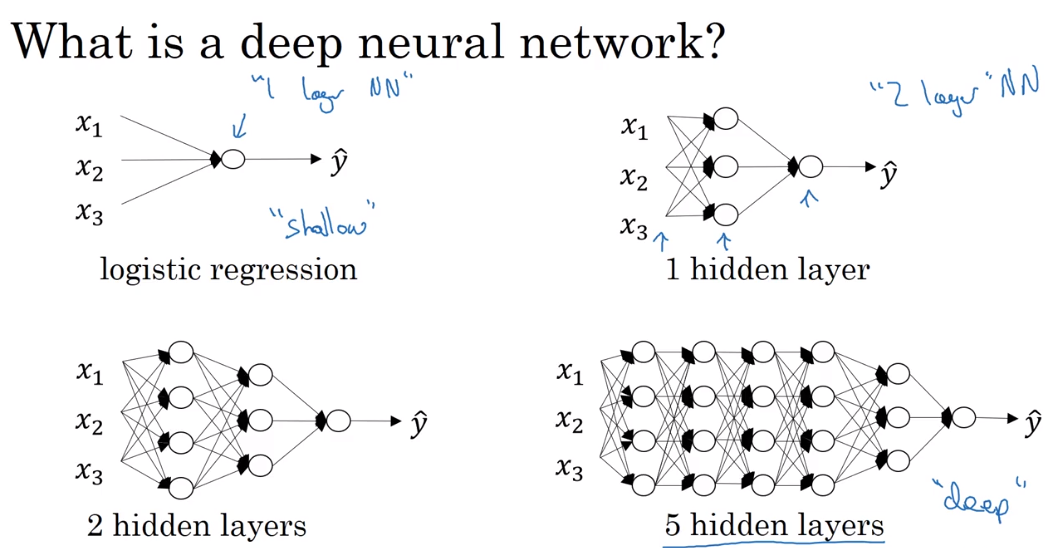 What is a deep neural network?
"1 layer NN"
x₁
x₂
x₃
ŷ
"shallow"
logistic regression
"2 layer" NN
x₁
x₂
x₃
ŷ
1 hidden layer
x₁
x₂
x₃
ŷ
2 hidden layers
x₁
x₂
x₃
ŷ
"deep"
5 hidden layers